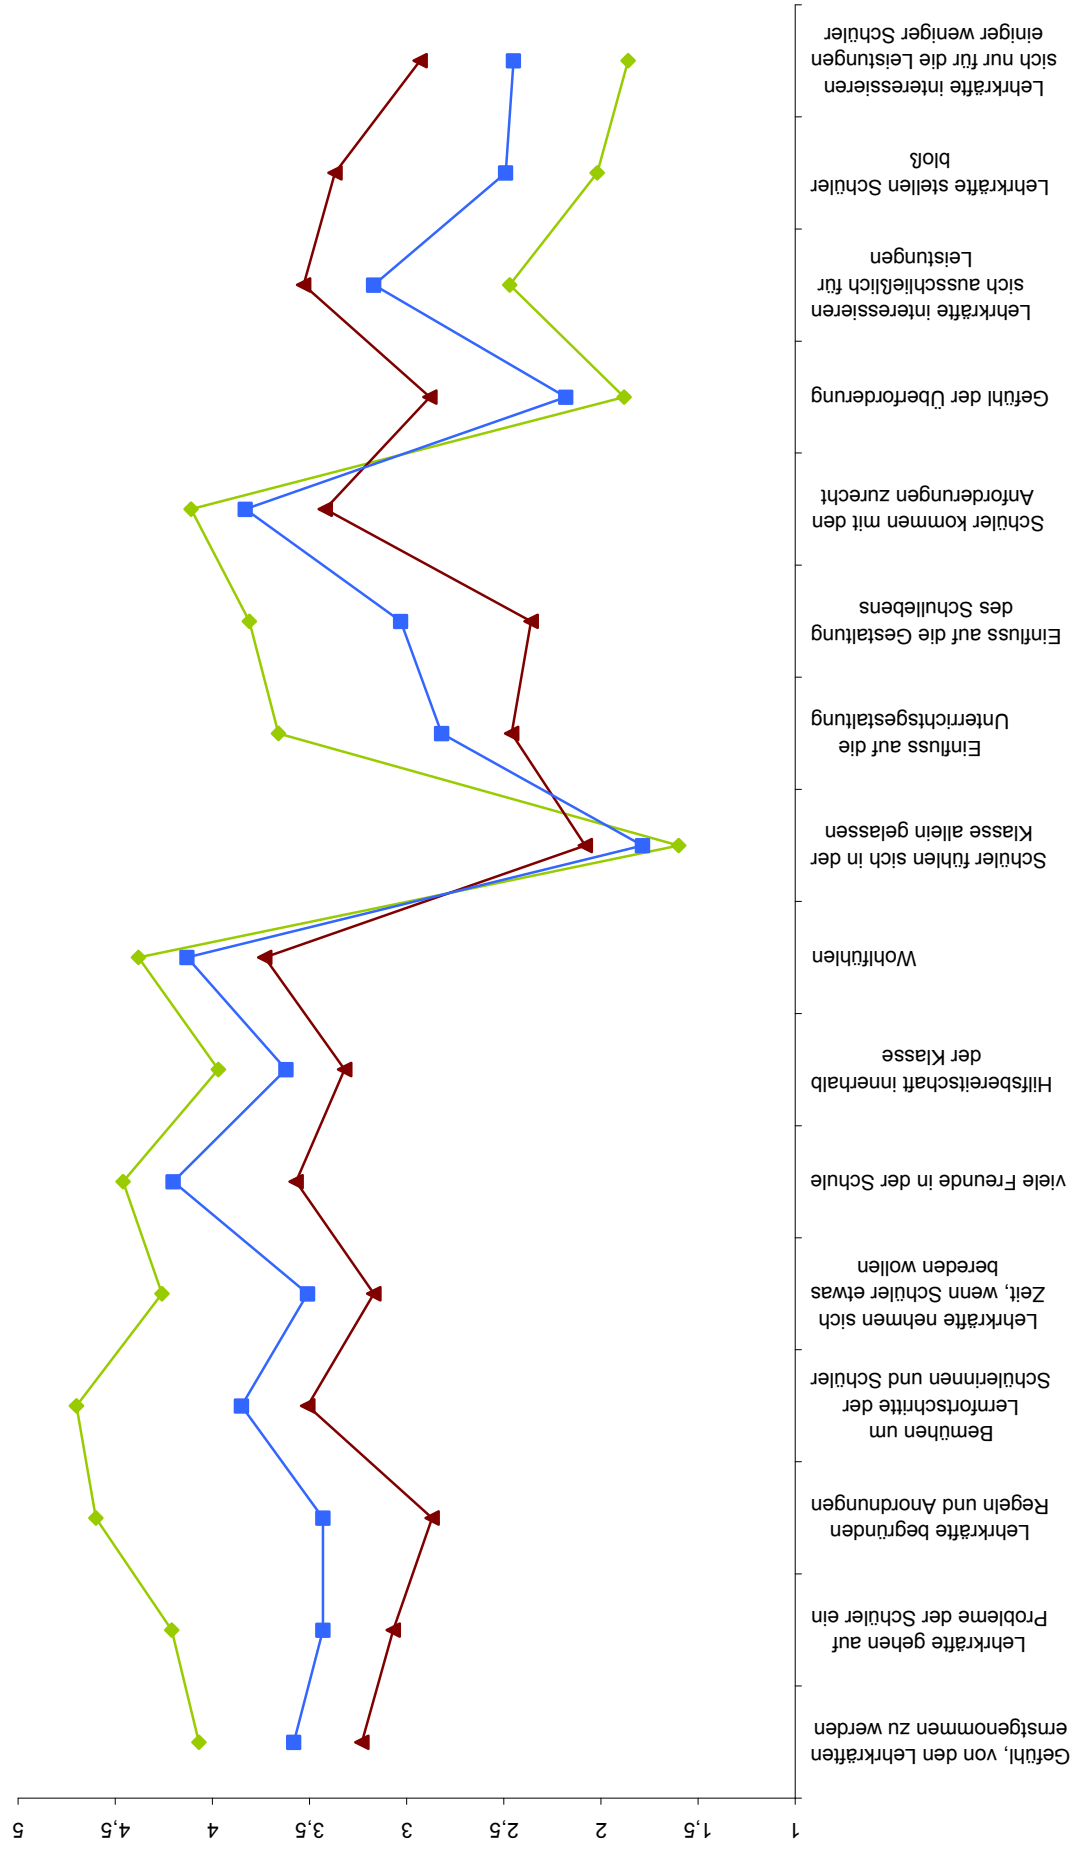 Gefühl, von den Lehrkräften
ernstgenommen zu werden
Lehrkräfte gehen auf
Probleme der Schüler ein
Lehrkräfte begründen
Regeln und Anordnungen
Bemühen um
Lernfortschritte der
Schülerinnen und Schüler
Lehrkräfte nehmen sich
Zeit, wenn Schüler etwas
bereden wollen
viele Freunde in der Schule
Hilfsbereitschaft innerhalb
der Klasse
Wohlfühlen
Schüler fühlen sich in der
Klasse allein gelassen
Einfluss auf die
Unterrichtsgestaltung
Einfluss auf die Gestaltung
des Schullebens
Schüler kommen mit den
Anforderungen zurecht
Gefühl der Überforderung
Lehrkräfte interessieren
sich ausschließlich für
Leistungen
Lehrkräfte stellen Schüler
bloß
Lehrkräfte interessieren
sich nur für die Leistungen
einiger weniger Schüler
1
1,5
2
2,5
3
3,5
4
4,5
5